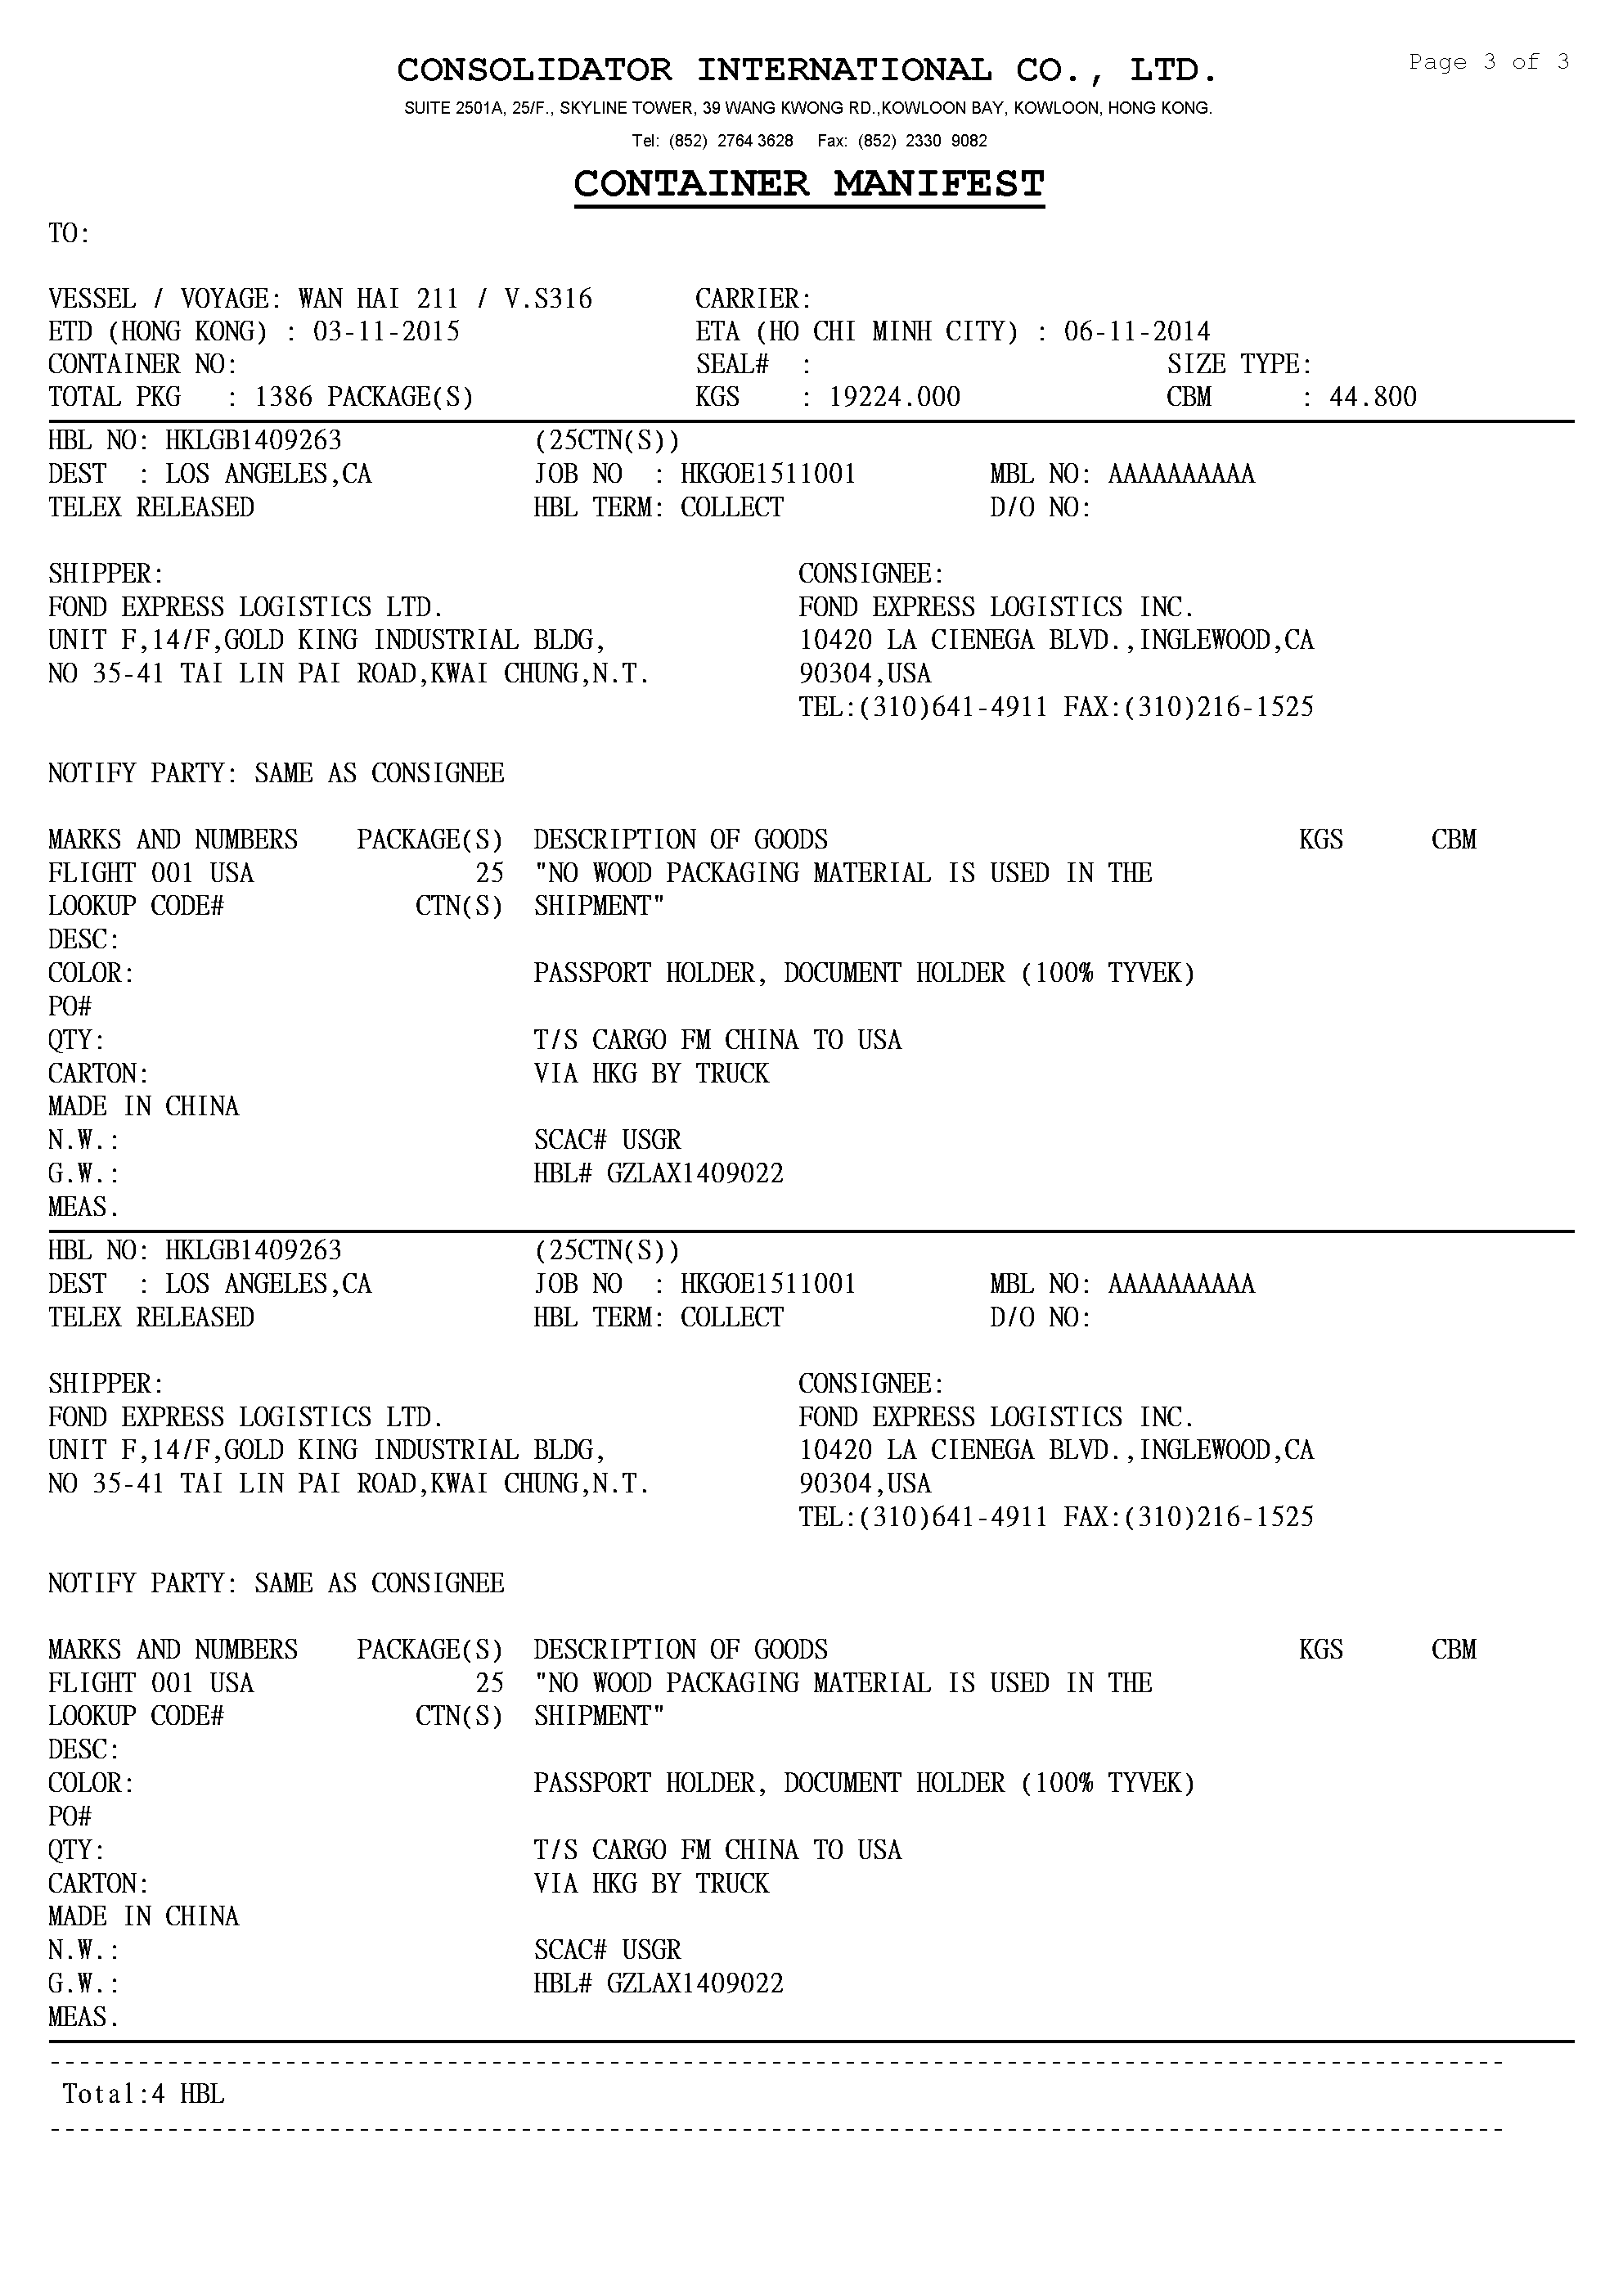 Page 3 of 3
CONSOLIDATOR INTERNATIONAL CO., LTD.
SUITE 2501A, 25/F., SKYLINE TOWER, 39 WANG KWONG RD.,KOWLOON BAY, KOWLOON, HONG KONG.
Tel: (852) 2764 3628 Fax: (852) 2330 9082
CONTAINER MANIFEST
TO:
VESSEL / VOYAGE: WAN HAI 211 / V.S316 CARRIER:
ETD (HONG KONG) : 03-11-2015 ETA (HO CHI MINH CITY) : 06-11-2014
CONTAINER NO: SEAL# : SIZE TYPE:
TOTAL PKG : 1386 PACKAGE(S) KGS : 19224.000 CBM : 44.800
HBL NO: HKLGB1409263 (25CTN(S))
DEST : LOS ANGELES,CA JOB NO : HKGOE1511001 MBL NO: AAAAAAAAAA
TELEX RELEASED HBL TERM: COLLECT D/O NO:
SHIPPER: CONSIGNEE:
FOND EXPRESS LOGISTICS LTD. FOND EXPRESS LOGISTICS INC.
UNIT F,14/F,GOLD KING INDUSTRIAL BLDG, 10420 LA CIENEGA BLVD.,INGLEWOOD,CA
NO 35-41 TAI LIN PAI ROAD,KWAI CHUNG,N.T. 90304,USA
TEL:(310)641-4911 FAX:(310)216-1525
NOTIFY PARTY: SAME AS CONSIGNEE
MARKS AND NUMBERS PACKAGE(S) DESCRIPTION OF GOODS KGS CBM
FLIGHT 001 USA 25 "NO WOOD PACKAGING MATERIAL IS USED IN THE
LOOKUP CODE# CTN(S) SHIPMENT"
DESC:
COLOR: PASSPORT HOLDER, DOCUMENT HOLDER (100% TYVEK)
PO#
QTY: T/S CARGO FM CHINA TO USA
CARTON: VIA HKG BY TRUCK
MADE IN CHINA
N.W.: SCAC# USGR
G.W.: HBL# GZLAX1409022
MEAS.
HBL NO: HKLGB1409263 (25CTN(S))
DEST : LOS ANGELES,CA JOB NO : HKGOE1511001 MBL NO: AAAAAAAAAA
TELEX RELEASED HBL TERM: COLLECT D/O NO:
SHIPPER: CONSIGNEE:
FOND EXPRESS LOGISTICS LTD. FOND EXPRESS LOGISTICS INC.
UNIT F,14/F,GOLD KING INDUSTRIAL BLDG, 10420 LA CIENEGA BLVD.,INGLEWOOD,CA
NO 35-41 TAI LIN PAI ROAD,KWAI CHUNG,N.T. 90304,USA
TEL:(310)641-4911 FAX:(310)216-1525
NOTIFY PARTY: SAME AS CONSIGNEE
MARKS AND NUMBERS PACKAGE(S) DESCRIPTION OF GOODS KGS CBM
FLIGHT 001 USA 25 "NO WOOD PACKAGING MATERIAL IS USED IN THE
LOOKUP CODE# CTN(S) SHIPMENT"
DESC:
COLOR: PASSPORT HOLDER, DOCUMENT HOLDER (100% TYVEK)
PO#
QTY: T/S CARGO FM CHINA TO USA
CARTON: VIA HKG BY TRUCK
MADE IN CHINA
N.W.: SCAC# USGR
G.W.: HBL# GZLAX1409022
MEAS.
Total:4 HBL